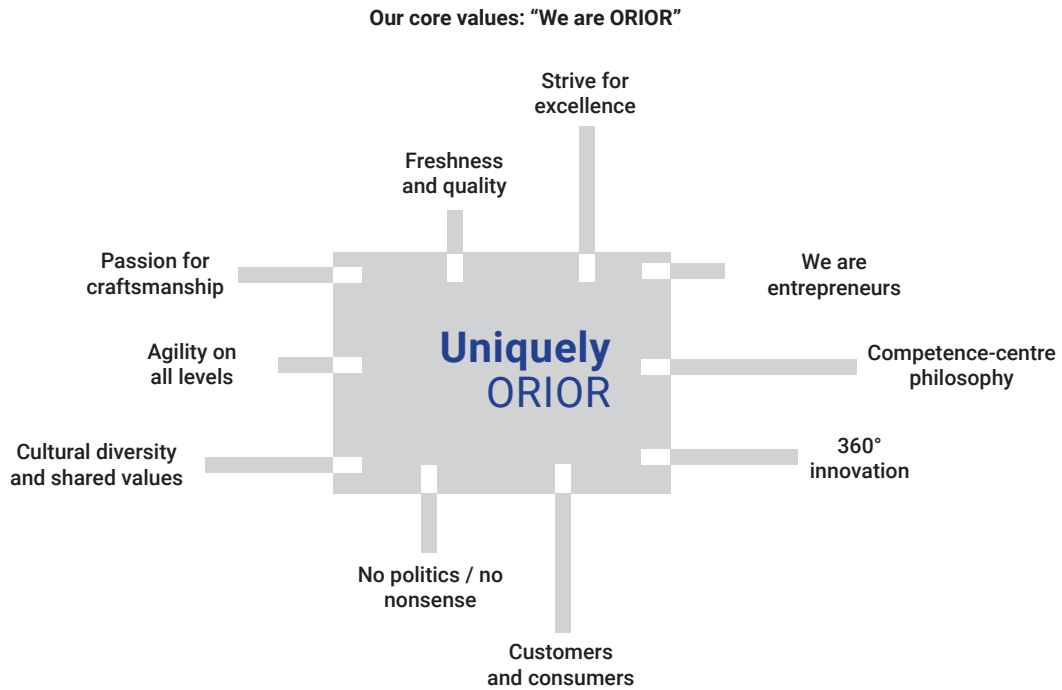 Our core values: “We are ORIOR”
Strive for
excellence
Freshness
and quality
Passion for
craftsmanship
We are
entrepreneurs
Uniquely
ORIOR
Agility on
all levels
Competence-centre
philosophy
Cultural diversity
and shared values
360°
innovation
No politics / no
nonsense
Customers
and consumers